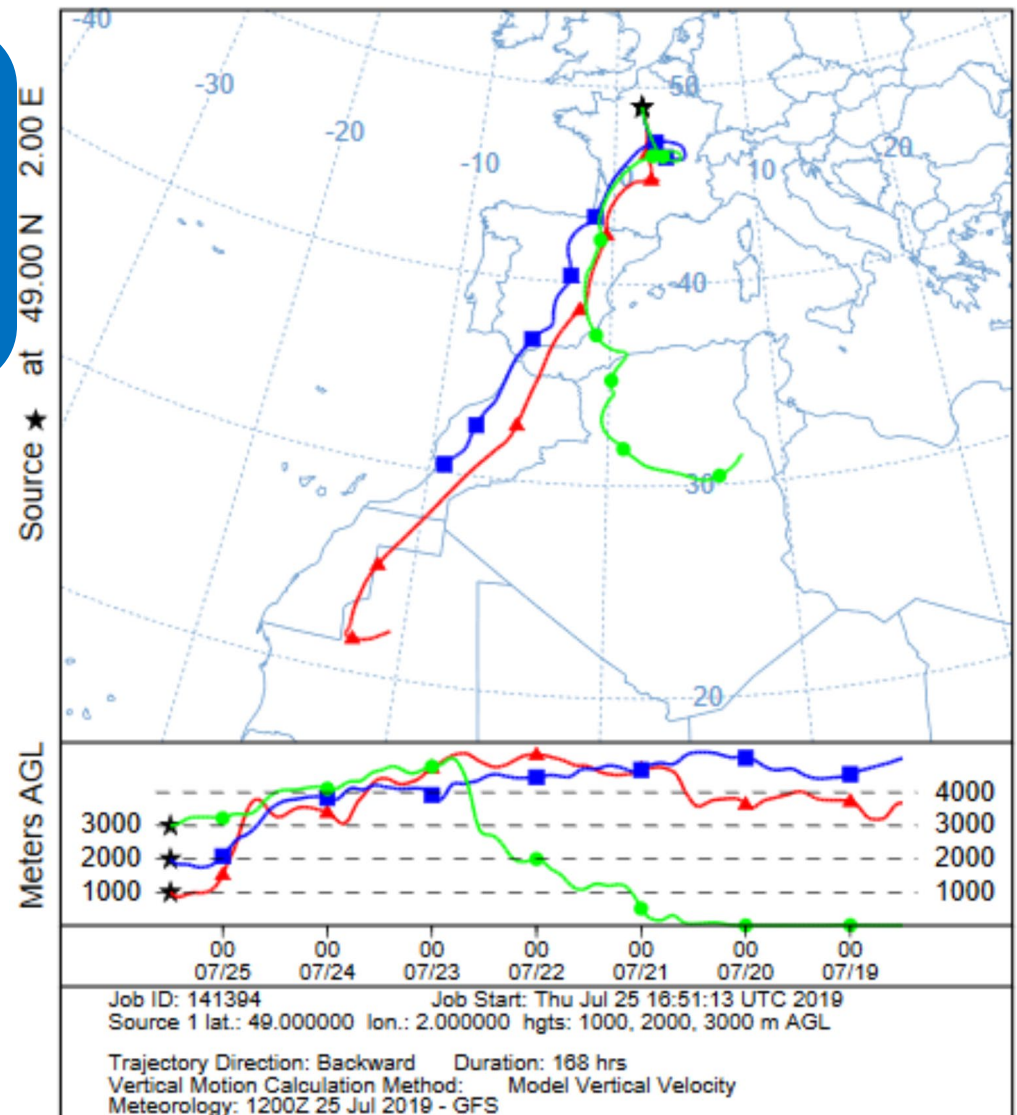 -40
-30
-20
-10
50
0
10
20
40
30
20
Source ★ at 49.00 N 2.00 E
Meters AGL
3000
2000
1000
4000
3000
2000
1000
00 00 00 00 00 00 00
07/25 07/24 07/23 07/22 07/21 07/20 07/19
Job ID: 141394 Job Start: Thu Jul 25 16:51:13 UTC 2019
Source 1 lat.: 49.000000 lon.: 2.000000 hgts: 1000, 2000, 3000 m AGL
Trajectory Direction: Backward Duration: 168 hrs
Vertical Motion Calculation Method: Model Vertical Velocity
Meteorology: 1200Z 25 Jul 2019 - GFS